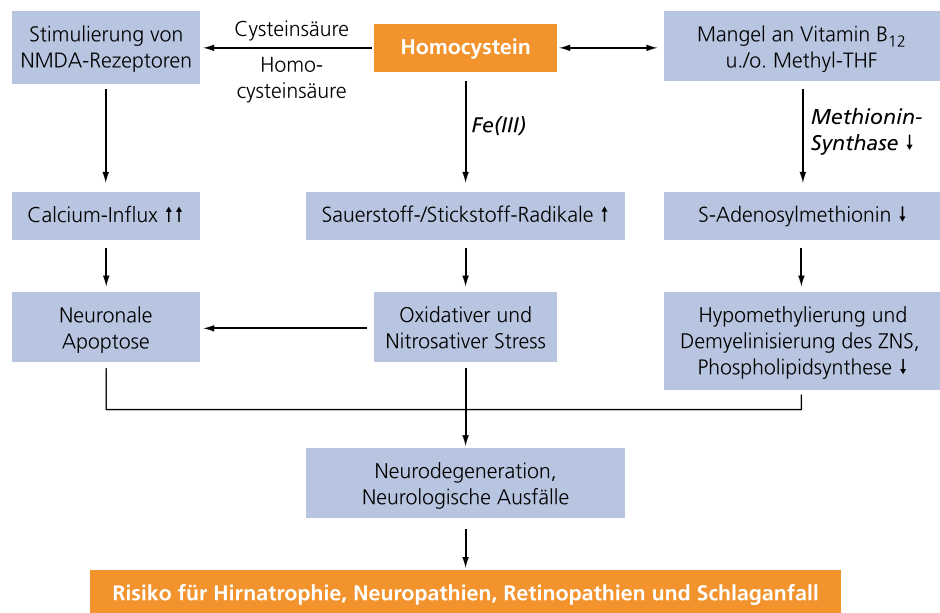 Stimulierung von
NMDA-Rezeptoren
Cysteinsäure
Homo-
cysteinsäure
Homocystein
Mangel an Vitamin B₁₂
u./o. Methyl-THF
Fe(III)
Methionin-
Synthase ↓
Calcium-Influx ↑↑
Sauerstoff-/Stickstoff-Radikale ↑
S-Adenosylmethionin ↓
Neuronale
Apoptose
Oxidativer und
Nitrosativer Stress
Hypomethylierung und
Demyelinisierung des ZNS,
Phospholipidsynthese ↓
Neurodegeneration,
Neurologische Ausfälle
Risiko für Hirnatrophie, Neuropathien, Retinopathien und Schlaganfall